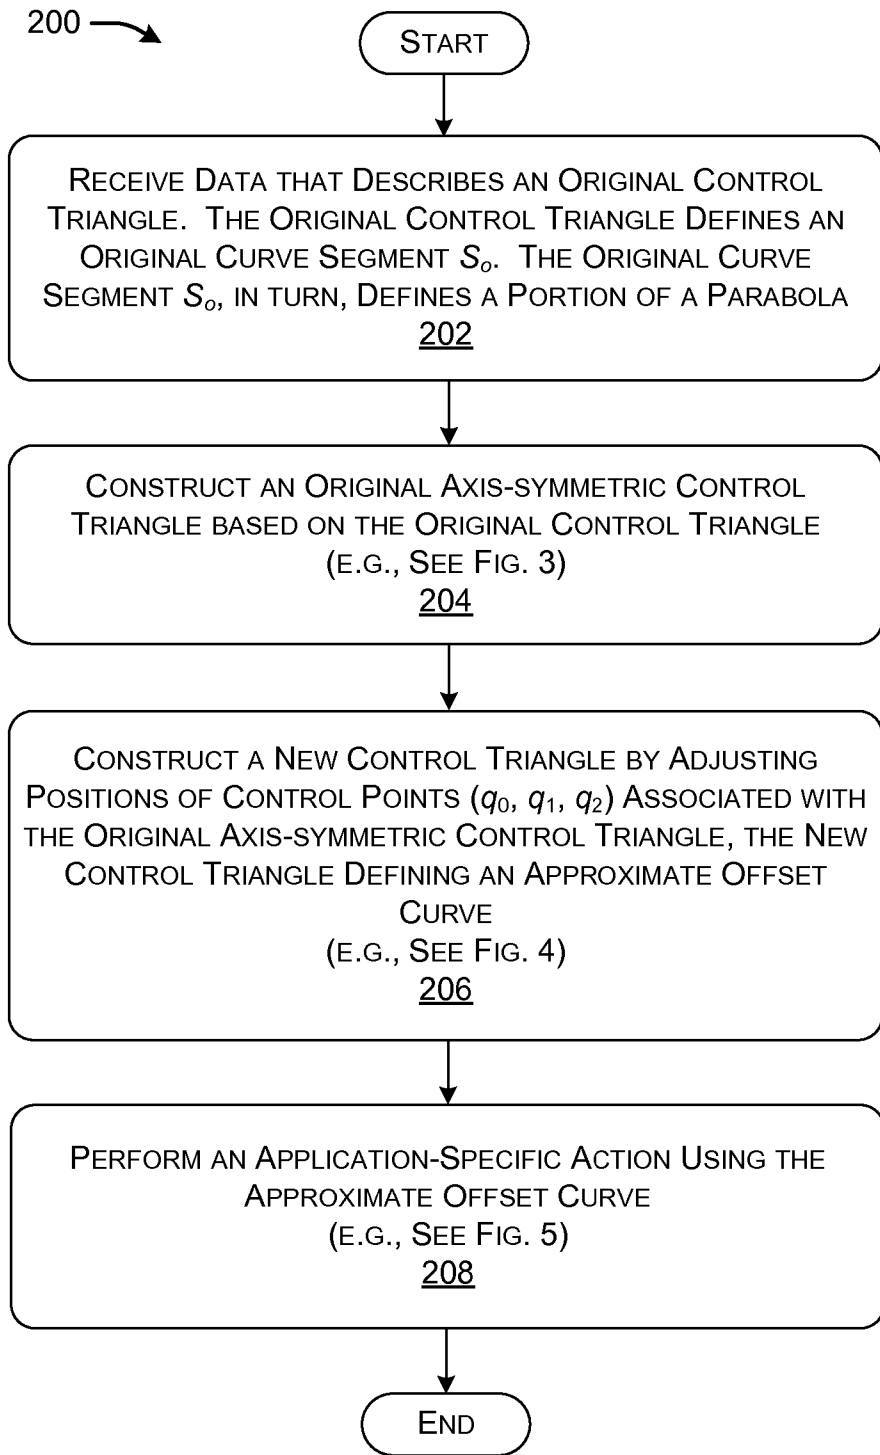 200
START
RECEIVE DATA THAT DESCRIBES AN ORIGINAL CONTROL
TRIANGLE. THE ORIGINAL CONTROL TRIANGLE DEFINES AN
ORIGINAL CURVE SEGMENT Sₒ. THE ORIGINAL CURVE
SEGMENT Sₒ, IN TURN, DEFINES A PORTION OF A PARABOLA
202
CONSTRUCT AN ORIGINAL AXIS-SYMMETRIC CONTROL
TRIANGLE BASED ON THE ORIGINAL CONTROL TRIANGLE
(E.G., SEE FIG. 3)
204
CONSTRUCT A NEW CONTROL TRIANGLE BY ADJUSTING
POSITIONS OF CONTROL POINTS (q₀, q₁, q₂) ASSOCIATED WITH
THE ORIGINAL AXIS-SYMMETRIC CONTROL TRIANGLE, THE NEW
CONTROL TRIANGLE DEFINING AN APPROXIMATE OFFSET
CURVE
(E.G., SEE FIG. 4)
206
PERFORM AN APPLICATION-SPECIFIC ACTION USING THE
APPROXIMATE OFFSET CURVE
(E.G., SEE FIG. 5)
208
END